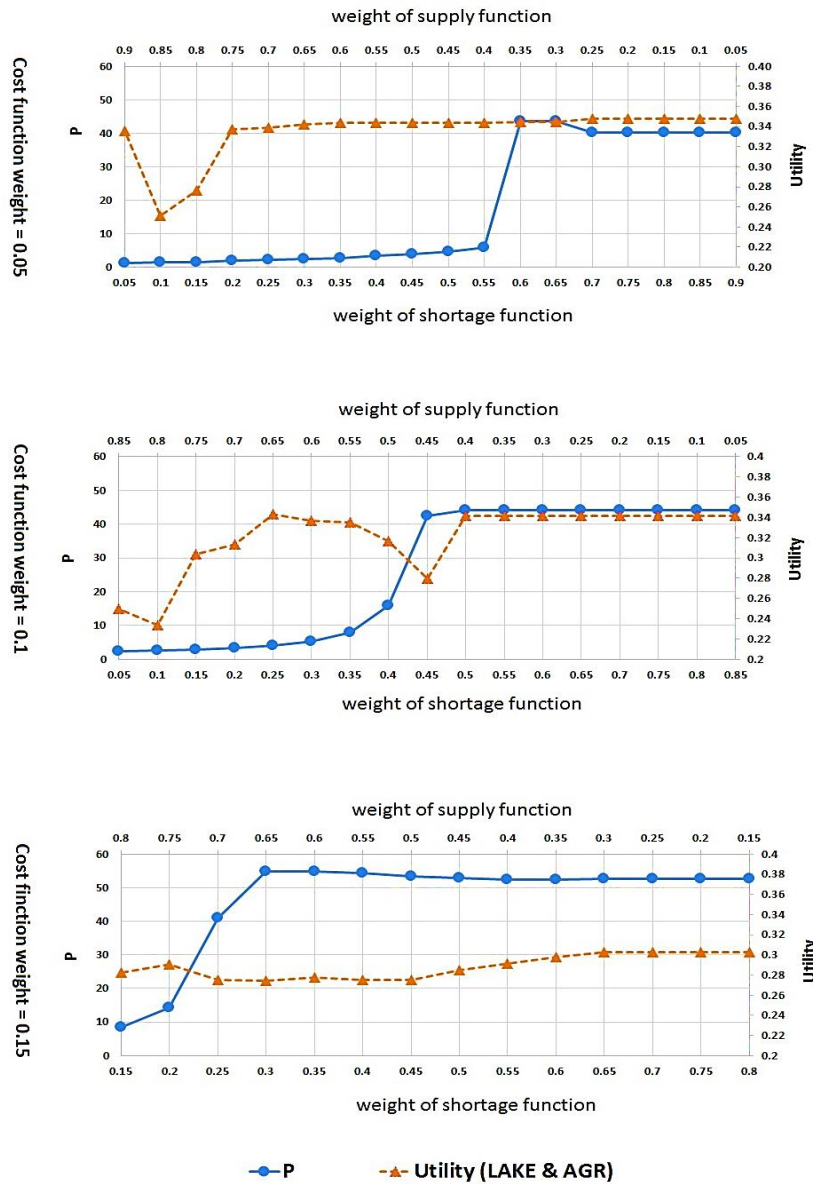 weight of supply function
0.9 0.85 0.8 0.75 0.7 0.65 0.6 0.55 0.5 0.45 0.4 0.35 0.3 0.25 0.2 0.15 0.1 0.05
Cost function weight = 0.05
P
60
50
40
30
20
10
0
0.40
0.38
0.36
0.34
0.32
0.30
0.28
0.26
0.24
0.22
0.20
Utility
0.05 0.1 0.15 0.2 0.25 0.3 0.35 0.4 0.45 0.5 0.55 0.6 0.65 0.7 0.75 0.8 0.85 0.9
weight of shortage function
weight of supply function
0.85 0.8 0.75 0.7 0.65 0.6 0.55 0.5 0.45 0.4 0.35 0.3 0.25 0.2 0.15 0.1 0.05
Cost function weight = 0.1
P
60
50
40
30
20
10
0
0.4
0.38
0.36
0.34
0.32
0.3
0.28
0.26
0.24
0.22
0.2
Utility
0.05 0.1 0.15 0.2 0.25 0.3 0.35 0.4 0.45 0.5 0.55 0.6 0.65 0.7 0.75 0.8 0.85
weight of shortage function
weight of supply function
0.8 0.75 0.7 0.65 0.6 0.55 0.5 0.45 0.4 0.35 0.3 0.25 0.2 0.15
Cost finction weight = 0.15
P
60
50
40
30
20
10
0
0.4
0.38
0.36
0.34
0.32
0.3
0.28
0.26
0.24
0.22
0.2
Utility
0.15 0.2 0.25 0.3 0.35 0.4 0.45 0.5 0.55 0.6 0.65 0.7 0.75 0.8
weight of shortage function
P Utility (LAKE & AGR)